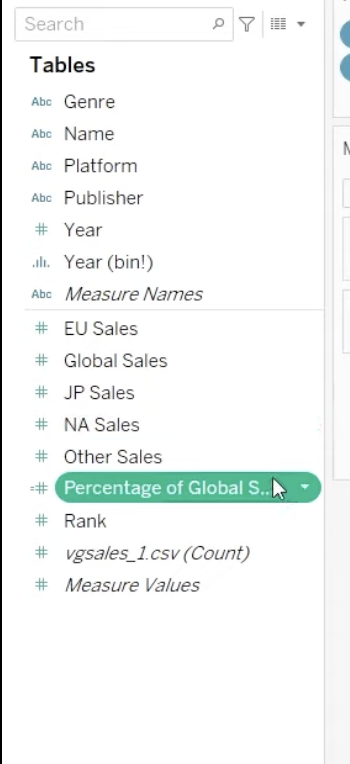 Search
Tables
Abc Genre
Abc Name
Abc Platform
Abc Publisher
# Year
Year (bin!)
Abc Measure Names
# EU Sales
# Global Sales
# JP Sales
# NA Sales
# Other Sales
=# Percentage of Global S...
# Rank
# vgsales_1.csv (Count)
# Measure Values